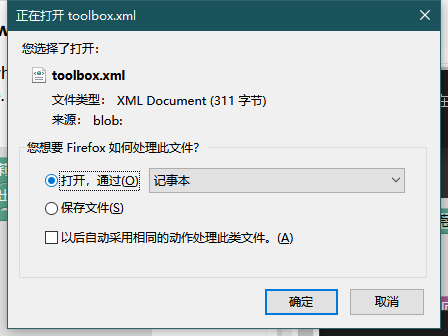 正在打开 toolbox.xml
您选择了打开：
toolbox.xml
文件类型： XML Document (311 字节)
来源： blob:
您想要 Firefox 如何处理此文件？
打开，通过(O) 记事本
保存文件(S)
以后自动采用相同的动作处理此类文件。(A)
确定 取消